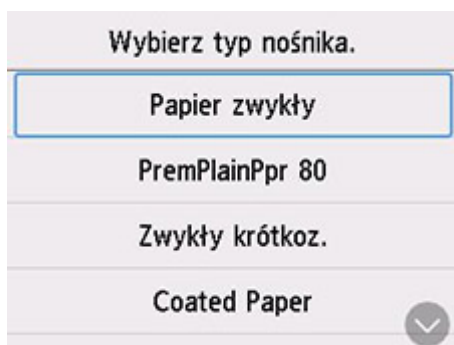 Wybierz typ nośnika.
Papier zwykły
PremPlainPpr 80
Zwykły krótkoz.
Coated Paper